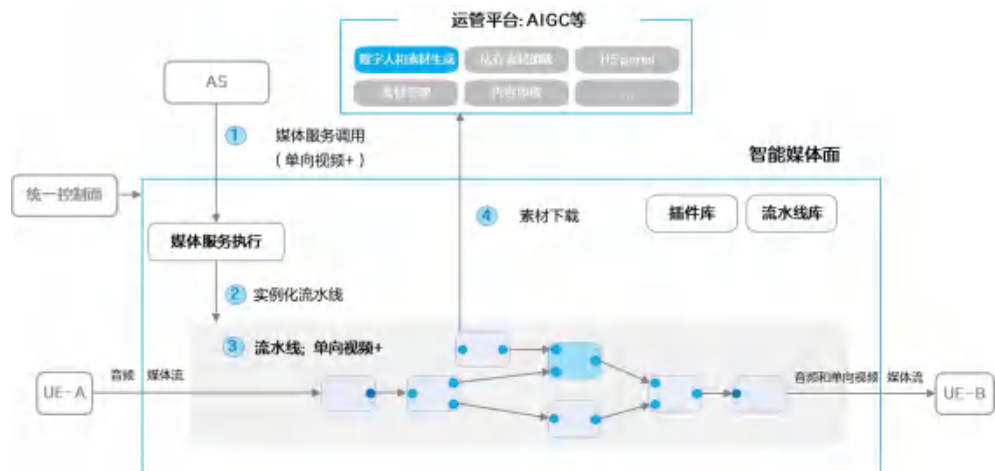 运管平台: AIGC等
数字人和素材生成
H5 portal
AS
1
媒体服务调用
（单向视频+）
智能媒体面
统一控制面
4
素材下载
插件库
流水线库
媒体服务执行
2
实例化流水线
3
流水线; 单向视频+
UE-A
音频 媒体流
音频和单向视频 媒体流
UE-B